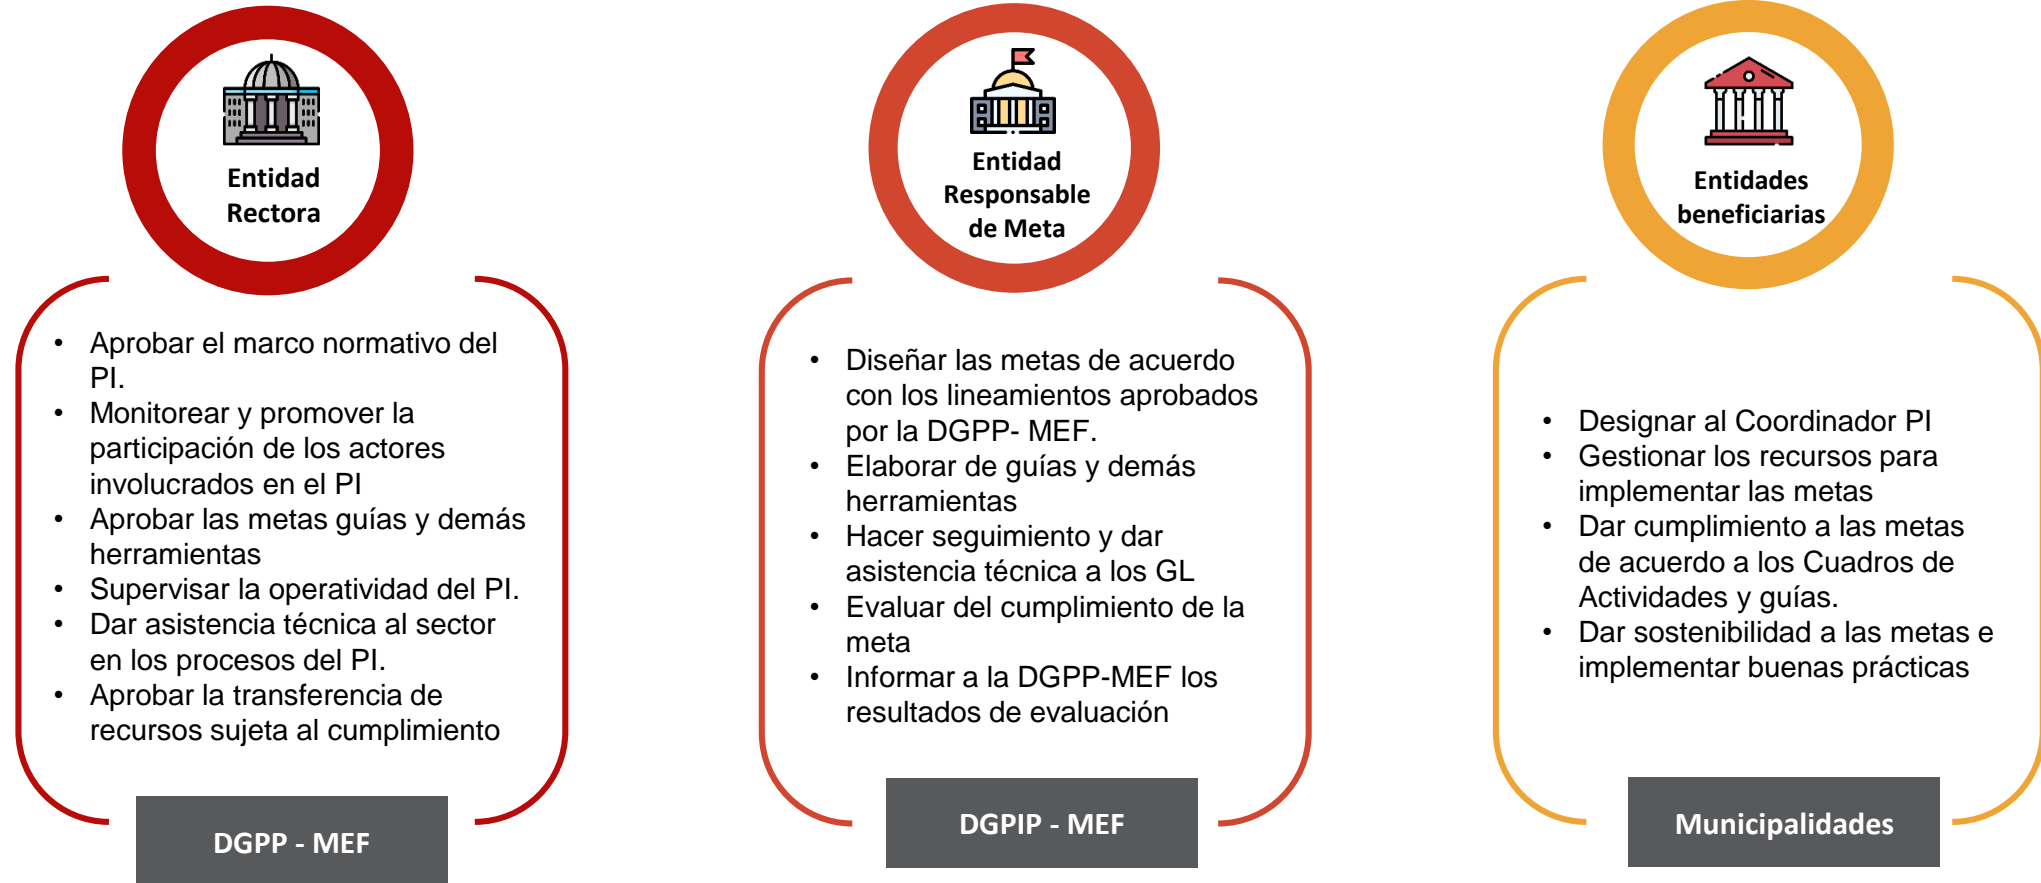 Entidad
Rectora
• Aprobar el marco normativo del
PI.
• Monitorear y promover la
participación de los actores
involucrados en el PI
• Aprobar las metas guías y demás
herramientas
• Supervisar la operatividad del PI.
• Dar asistencia técnica al sector
en los procesos del PI.
• Aprobar la transferencia de
recursos sujeta al cumplimiento
DGPP - MEF
Entidad
Responsable
de Meta
• Diseñar las metas de acuerdo
con los lineamientos aprobados
por la DGPP- MEF.
• Elaborar de guías y demás
herramientas
• Hacer seguimiento y dar
asistencia técnica a los GL
• Evaluar del cumplimiento de la
meta
• Informar a la DGPP-MEF los
resultados de evaluación
DGPIP - MEF
Entidades
beneficiarias
• Designar al Coordinador PI
• Gestionar los recursos para
implementar las metas
• Dar cumplimiento a las metas
de acuerdo a los Cuadros de
Actividades y guías.
• Dar sostenibilidad a las metas e
implementar buenas prácticas
Municipalidades